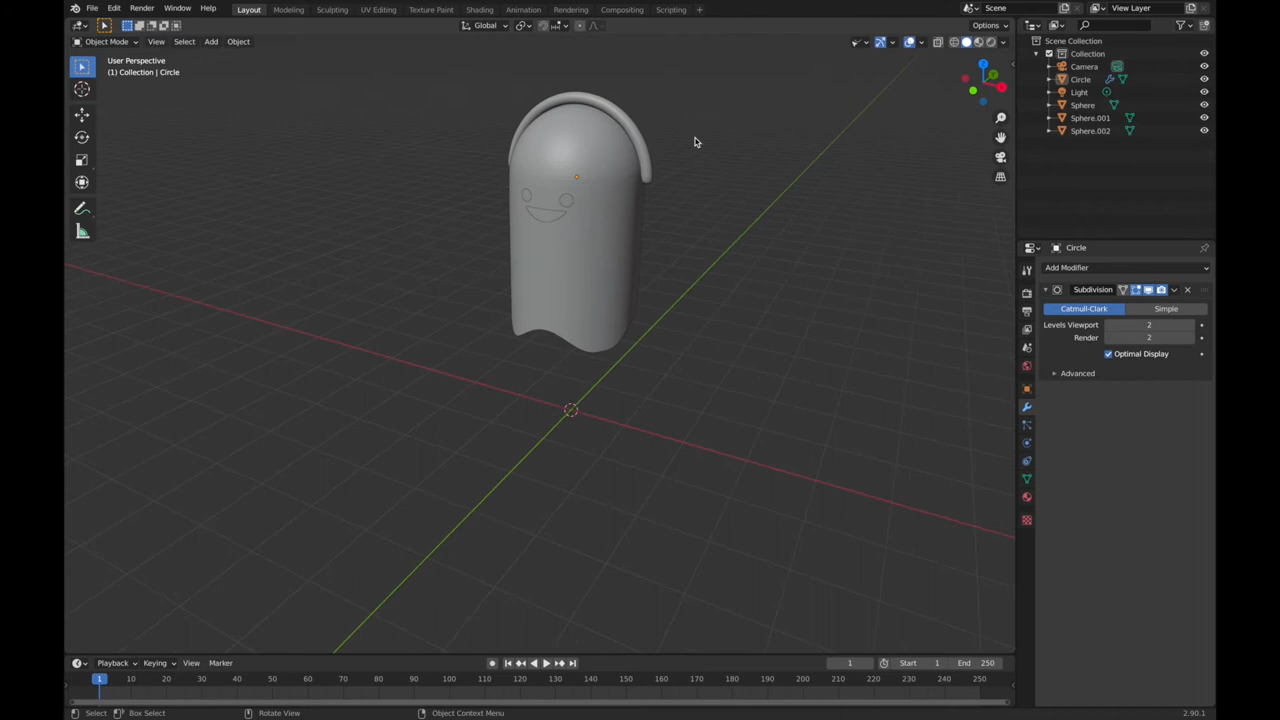 File Edit Render Window Help Layout Modeling Sculpting UV Editing Texture Paint Shading Animation Rendering Compositing Scripting + Scene View Layer
Global Options
Object Mode View Select Add Object
User Perspective
(1) Collection | Circle
X
Y
Z
Scene Collection
Collection
Camera
Circle
Light
Sphere
Sphere.001
Sphere.002
Circle
Add Modifier
Subdivision
Catmull-Clark Simple
Levels Viewport 2
Render 2
Optimal Display
Advanced
Playback Keying View Marker 1 Start 1 End 250
1 10 20 30 40 50 60 70 80 90 100 110 120 130 140 150 160 170 180 190 200 210 220 230 240 250
Select Box Select Rotate View Object Context Menu 2.90.1